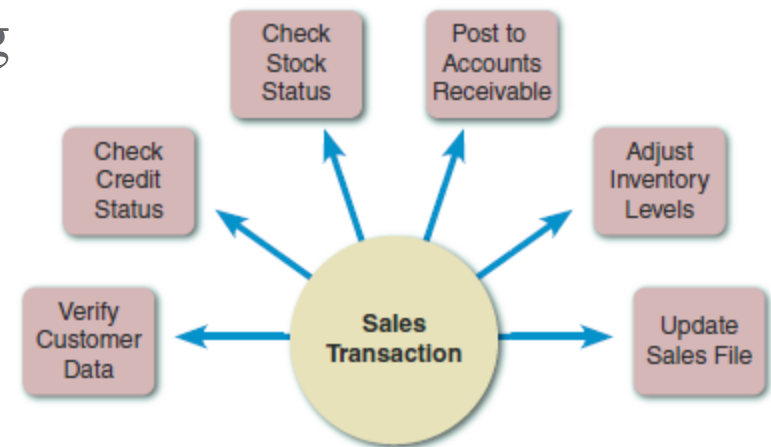 g
Check
Stock
Status
Post to
Accounts
Receivable
Check
Credit
Status
Adjust
Inventory
Levels
Verify
Customer
Data
Sales
Transaction
Update
Sales File